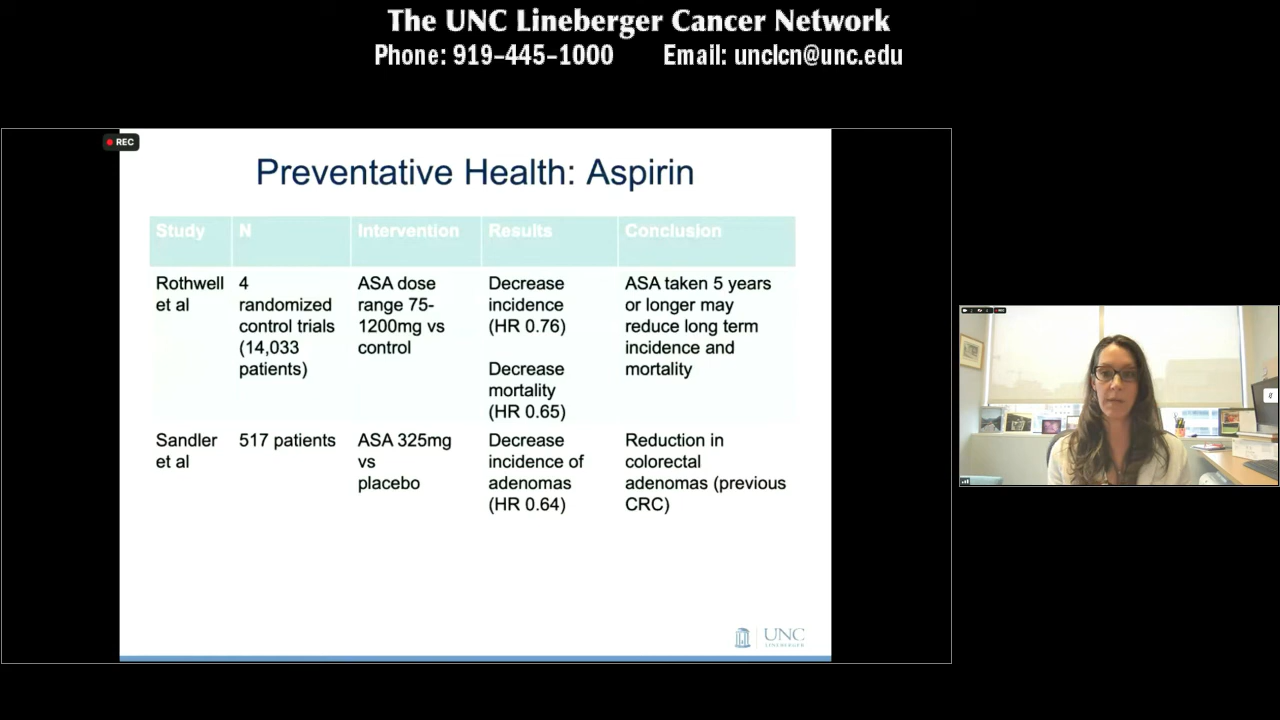 The UNC Lineberger Cancer Network
Phone: 919-445-1000 Email: unclcn@unc.edu
REC
Preventative Health: Aspirin
Study N Intervention Results Conclusion
Rothwell et al
4 randomized control trials (14,033 patients)
ASA dose range 75-1200mg vs control
Decrease incidence (HR 0.76)
Decrease mortality (HR 0.65)
ASA taken 5 years or longer may reduce long term incidence and mortality
Sandler et al
517 patients
ASA 325mg vs placebo
Decrease incidence of adenomas (HR 0.64)
Reduction in colorectal adenomas (previous CRC)
UNC
LINEBERGER